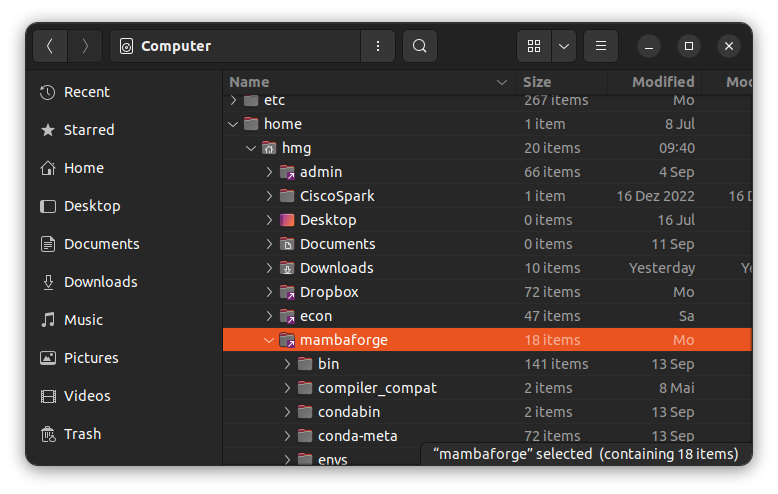 Computer
Name Size Modified
Recent
Starred
Home
Desktop
Documents
Downloads
Music
Pictures
Videos
Trash
etc 267 items Mo
home 1 item 8 Jul
hmg 20 items 09:40
admin 66 items 4 Sep
CiscoSpark 1 item 16 Dez 2022
Desktop 0 items 16 Jul
Documents 0 items 11 Sep
Downloads 10 items Yesterday
Dropbox 72 items Mo
econ 47 items Sa
mambaforge 18 items Mo
bin 141 items 13 Sep
compiler_compat 2 items 8 Mai
condabin 2 items 13 Sep
conda-meta 72 items 13 Sep
envs
“mambaforge” selected (containing 18 items)